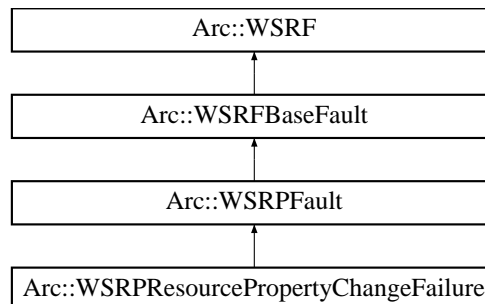 Arc::WSRF
Arc::WSRFBaseFault
Arc::WSRPFault
Arc::WSRPResourcePropertyChangeFailure